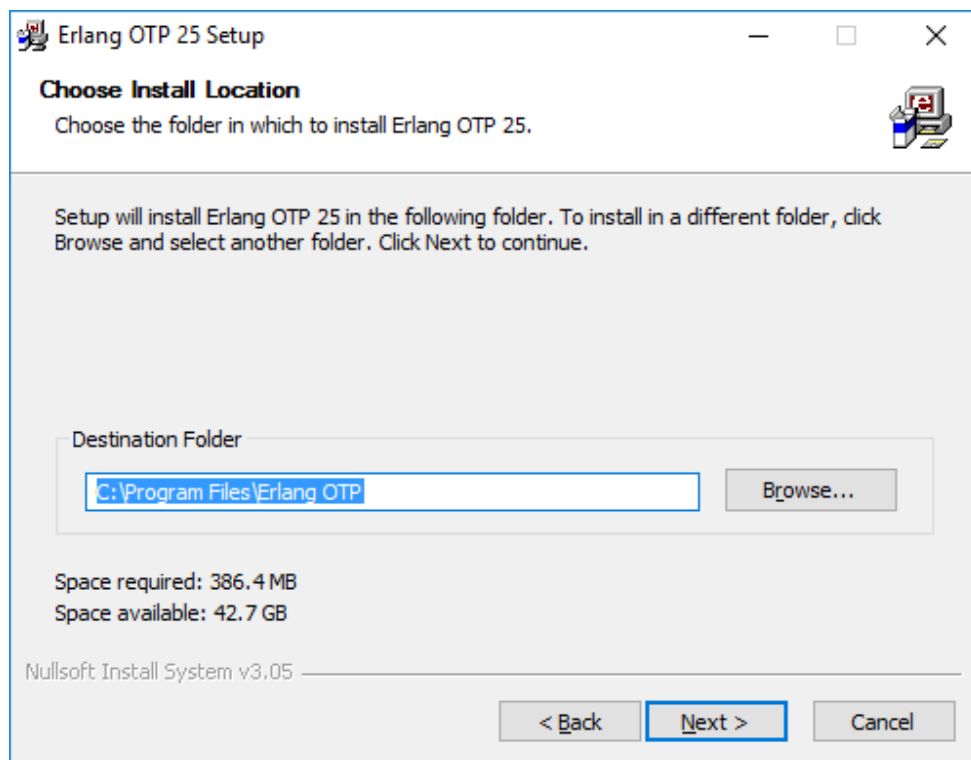 Erlang OTP 25 Setup
Choose Install Location
Choose the folder in which to install Erlang OTP 25.
Setup will install Erlang OTP 25 in the following folder. To install in a different folder, click
Browse and select another folder. Click Next to continue.
Destination Folder
C:\Program Files\Erlang OTP
Browse...
Space required: 386.4 MB
Space available: 42.7 GB
Nullsoft Install System v3.05
< Back
Next >
Cancel